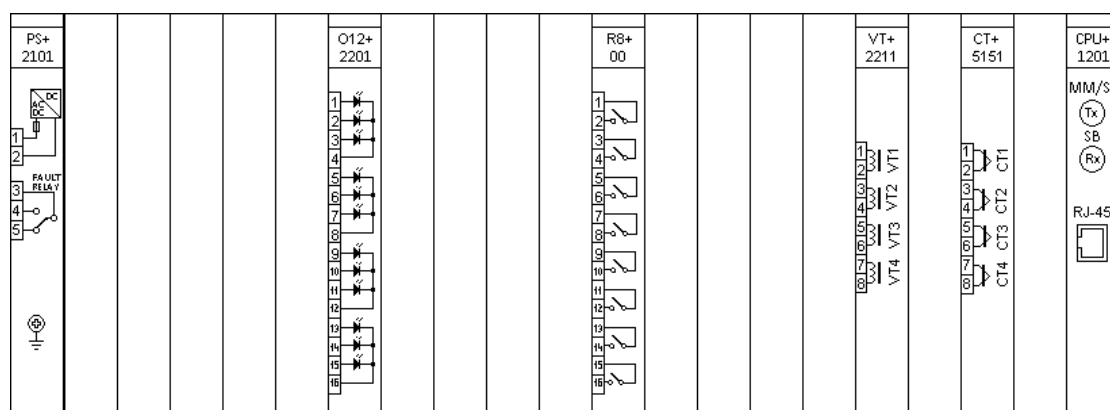 PS+
2101
AC
DC
DC
1
2
FAULT
RELAY
3
4
5
O12+
2201
1
2
3
4
5
6
7
8
9
10
11
12
13
14
15
16
R8+
00
1
2
3
4
5
6
7
8
9
10
11
12
13
14
15
16
VT+
2211
1
2
VT1
3
4
VT2
5
6
VT3
7
8
VT4
CT+
5151
1
2
CT1
3
4
CT2
5
6
CT3
7
8
CT4
CPU+
1201
MM/S
Tx
SB
Rx
RJ-45